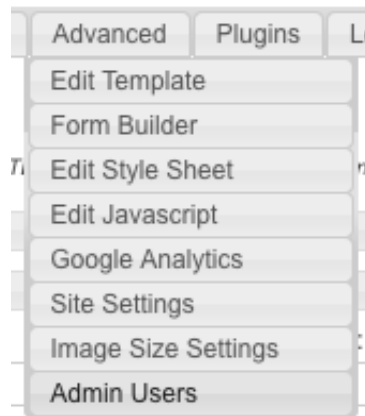 Advanced Plugins
Edit Template
Form Builder
Edit Style Sheet
Edit Javascript
Google Analytics
Site Settings
Image Size Settings
Admin Users